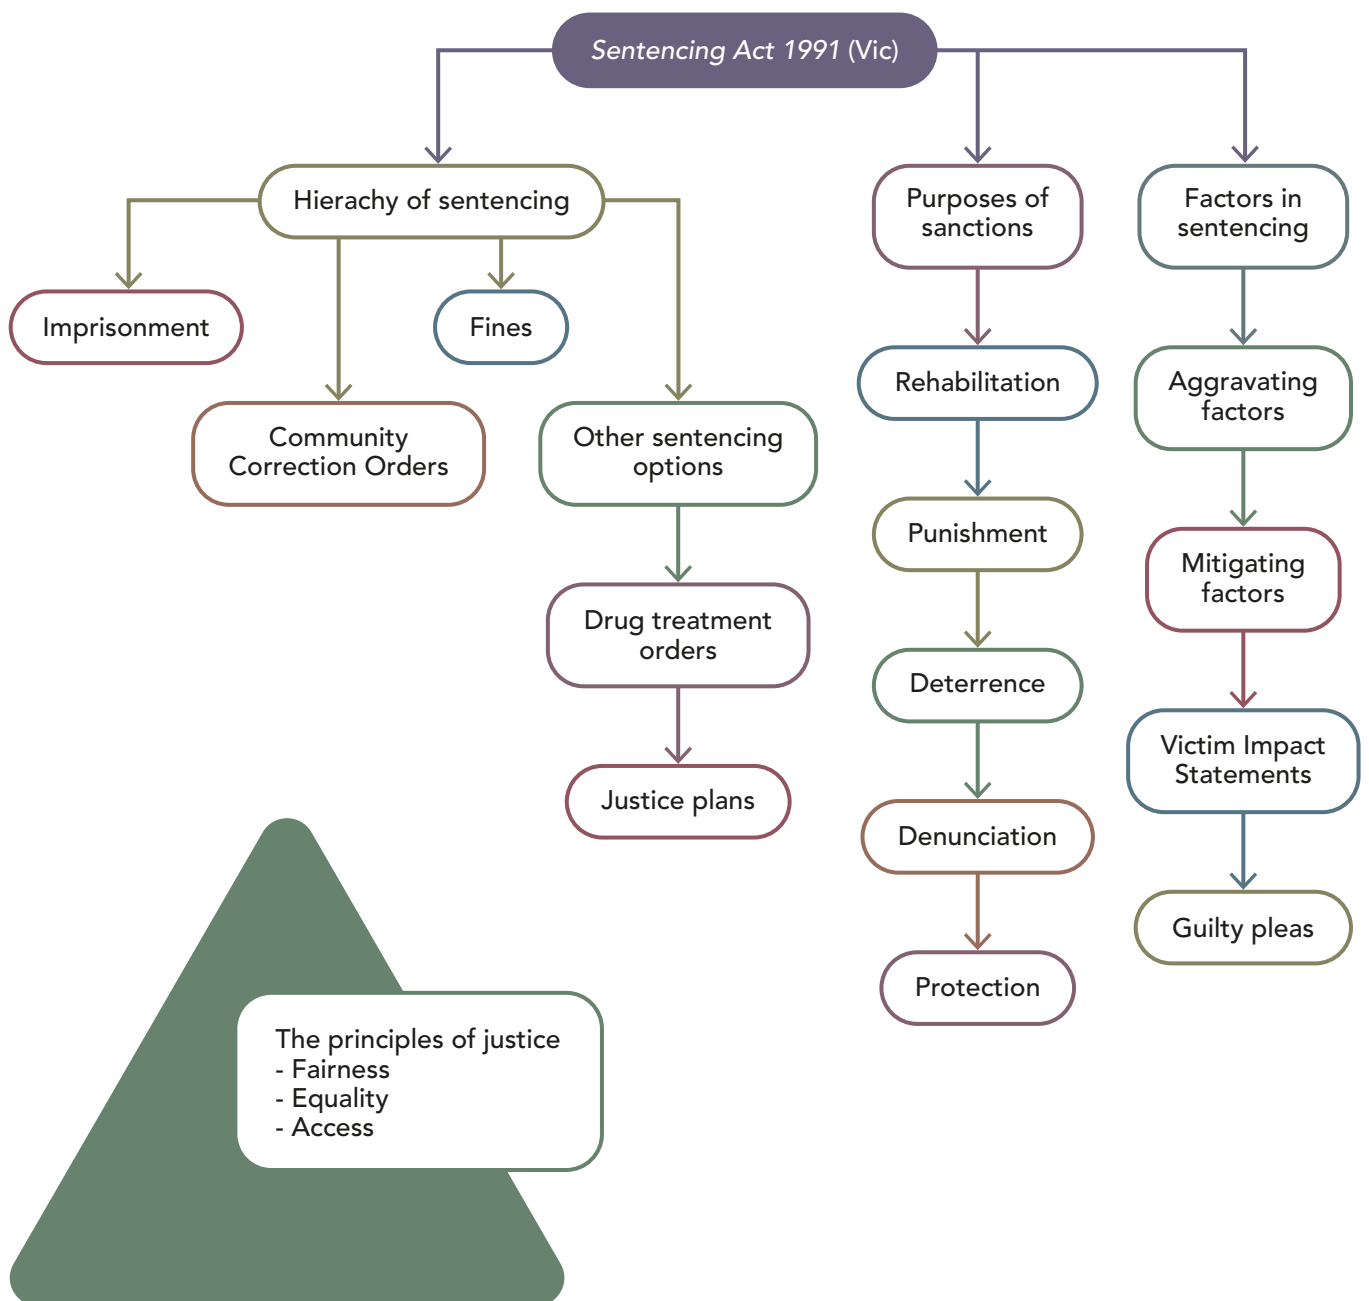 Sentencing Act 1991 (Vic)
Hierachy of sentencing
Purposes of
sanctions
Factors in
sentencing
Imprisonment
Fines
Community
Correction Orders
Other sentencing
options
Drug treatment
orders
Justice plans
Rehabilitation
Punishment
Deterrence
Denunciation
Protection
Aggravating
factors
Mitigating
factors
Victim Impact
Statements
Guilty pleas
The principles of justice
- Fairness
- Equality
- Access